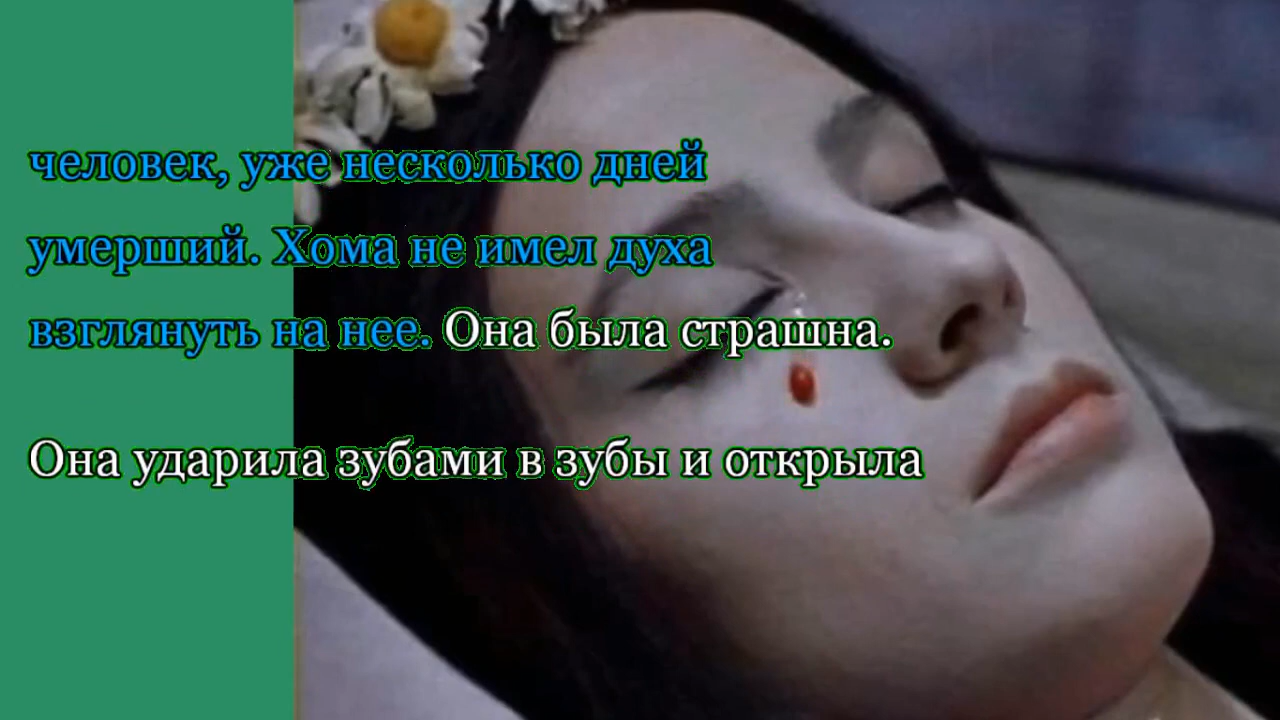 человек, уже несколько дней
умерший. Хома не имел духа
взглянуть на нее. Она была страшна.
Она ударила зубами в зубы и открыла